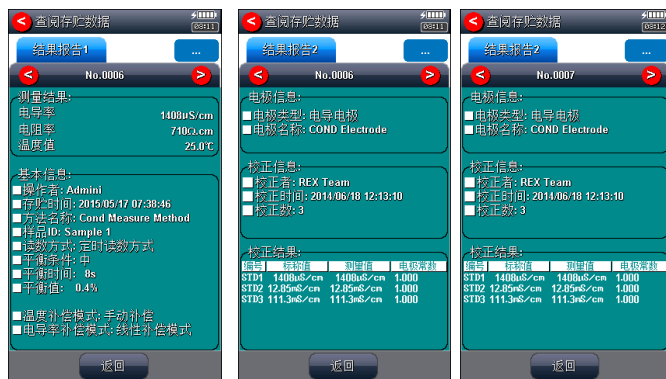 查阅存贮数据
09:11
结果报告1
...
No.0006
测量结果:
电导率 1408μS/cm
电阻率 710Ω.cm
温度值 25.0℃
基本信息:
操作者: Admini
存贮时间: 2015/05/17 07:38:46
方法名称: Cond Measure Method
样品ID: Sample 1
读数方式: 定时读数方式
平衡条件: 中
平衡时间: 8s
平衡值: 0.4%
温度补偿模式: 手动补偿
电导率补偿模式: 线性补偿模式
返回
查阅存贮数据
09:11
结果报告2
...
No.0006
电极信息:
电极类型: 电导电极
电极名称: COND Electrode
校正信息:
校正者: REX Team
校正时间: 2014/06/18 12:13:10
校正数: 3
校正结果:
编号 标称值 测量值 电极常数
STD1 1408uS/cm 1408uS/cm 1.000
STD2 12.85mS/cm 12.85mS/cm 1.000
STD3 111.3mS/cm 111.3mS/cm 1.000
返回
查阅存贮数据
09:12
结果报告2
...
No.0007
电极信息:
电极类型: 电导电极
电极名称: COND Electrode
校正信息:
校正者: REX Team
校正时间: 2014/06/18 12:13:10
校正数: 3
校正结果:
编号 标称值 测量值 电极常数
STD1 1408uS/cm 1408uS/cm 1.000
STD2 12.85mS/cm 12.85mS/cm 1.000
STD3 111.3mS/cm 111.3mS/cm 1.000
返回